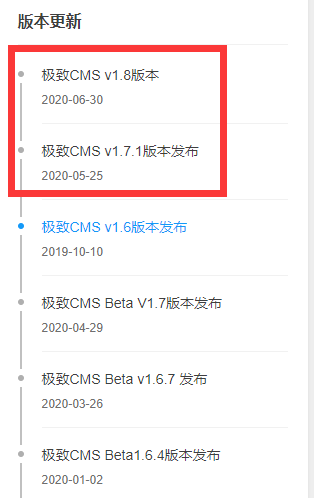 版本更新
极致CMS v1.8版本
2020-06-30
极致CMS v1.7.1版本发布
2020-05-25
极致CMS v1.6版本发布
2019-10-10
极致CMS Beta V1.7版本发布
2020-04-29
极致CMS Beta v1.6.7 发布
2020-03-26
极致CMS Beta1.6.4版本发布
2020-01-02